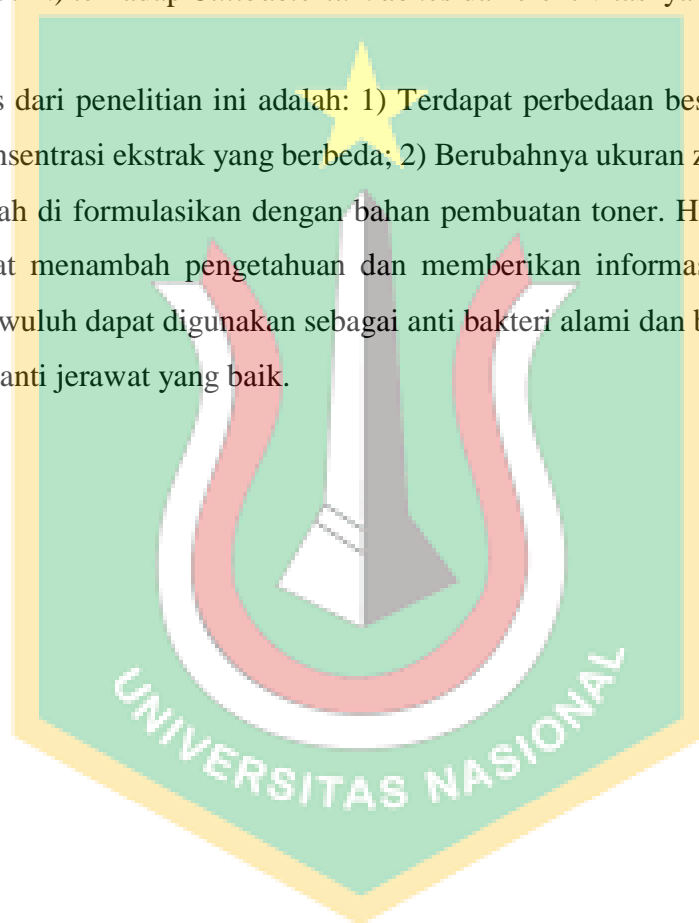 s dari penelitian ini adalah: 1) Terdapat perbedaan bes
nsentrasi ekstrak yang berbeda; 2) Berubahnya ukuran z
ah di formulasikan dengan bahan pembuatan toner. H
at menambah pengetahuan dan memberikan informas
wuluh dapat digunakan sebagai anti bakteri alami dan b
anti jerawat yang baik.
UNIVERSITAS NASIONAL